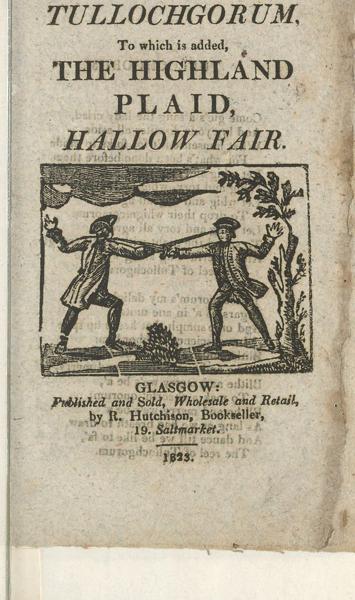 TULLOCHGORUM,
To which is added,
THE HIGHLAND
PLAID,
HALLOW FAIR.
GLASGOW:
Published and Sold, Wholesale and Retail,
by R. Hutchison, Bookseller,
19. Saltmarket.
1823.